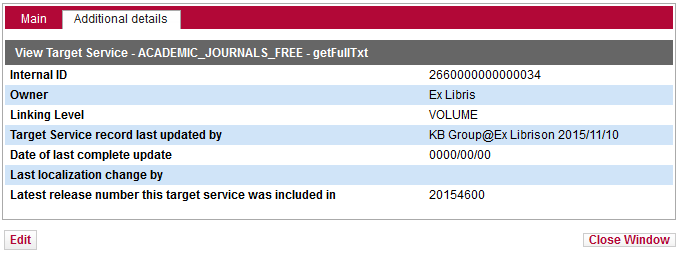 Main Additional details
View Target Service - ACADEMIC_JOURNALS_FREE - getFullTxt
Internal ID 2660000000000034
Owner Ex Libris
Linking Level VOLUME
Target Service record last updated by KB Group@Ex Librison 2015/11/10
Date of last complete update 0000/00/00
Last localization change by
Latest release number this target service was included in 20154600
Edit Close Window